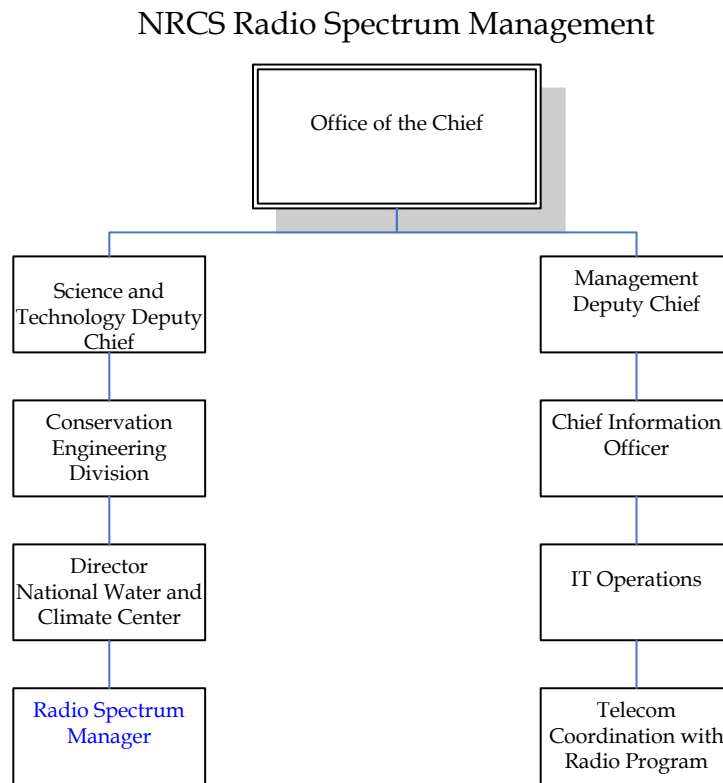 NRCS Radio Spectrum Management
Office of the Chief
Science and
Technology Deputy
Chief
Management
Deputy Chief
Conservation
Engineering
Division
Chief Information
Officer
Director
National Water and
Climate Center
IT Operations
Radio Spectrum
Manager
Telecom
Coordination with
Radio Program